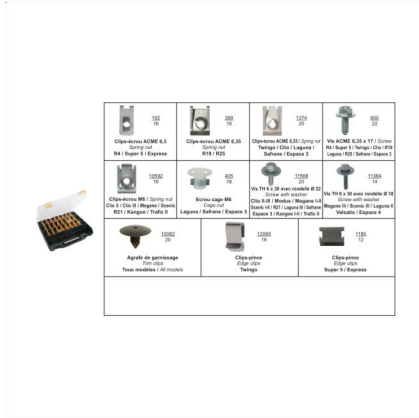 192
16
Clips-écrou ACME 6,3
Spring nut
R4 / Super 5 / Express
399
18
Clips-écrou ACME 6,35
Spring nut
R18 / R25
1374
20
Clips-écrou ACME 6,35 / Spring nut
Twingo / Clio / Laguna /
Safrane / Espace 3
600
22
Vis ACME 6,35 x 17 / Screw
R4 / Super 5 / Twingo / Clio / R19
Laguna / R25 / Safrane / Espace 3
10592
16
Clips-écrou M6 / Spring nut
Clio II / Clio III / Megane / Scenic
R21 / Kangoo / Trafic II
405
18
Ecrou cage M6
Cage nut
Laguna / Safrane / Espace 3
11568
20
Vis TH 6 x 20 avec rondelle Ø 22
Screw with washer
Clio II-III / Modus / Megane I-II
Scenic I-II / R21 / Laguna III / Safrane
Espace 3 / Kangoo I-II / Trafic II
11384
14
Vis TH 6 x 30 avec rondelle Ø 18
Screw with washer
Megane III / Scenic III / Laguna II
Velsatis / Espace 4
10082
20
Agrafe de garnissage
Trim clips
Tous modèles / All models
12095
16
Clips-pince
Edge clips
Twingo
1186
12
Clips-pince
Edge clips
Super 5 / Express